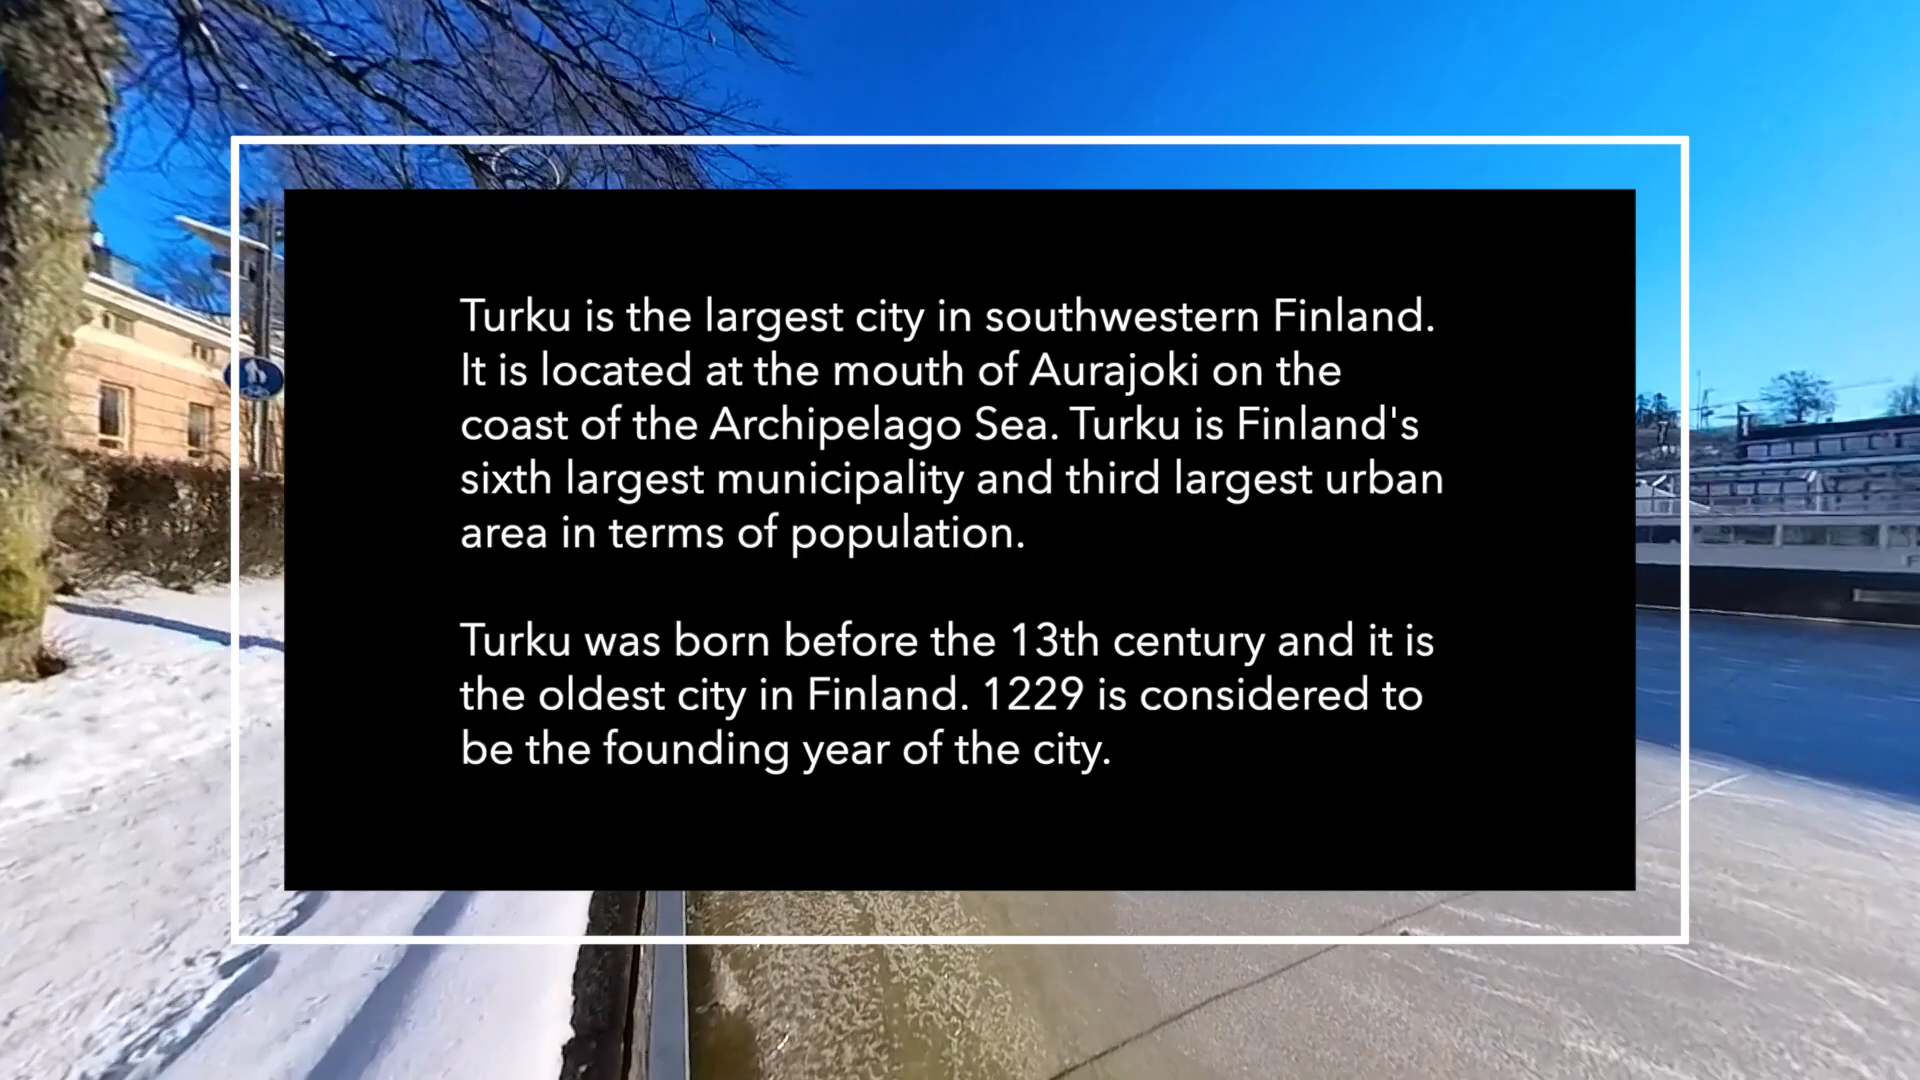 Turku is the largest city in southwestern Finland.
It is located at the mouth of Aurajoki on the
coast of the Archipelago Sea. Turku is Finland's
sixth largest municipality and third largest urban
area in terms of population.
Turku was born before the 13th century and it is
the oldest city in Finland. 1229 is considered to
be the founding year of the city.